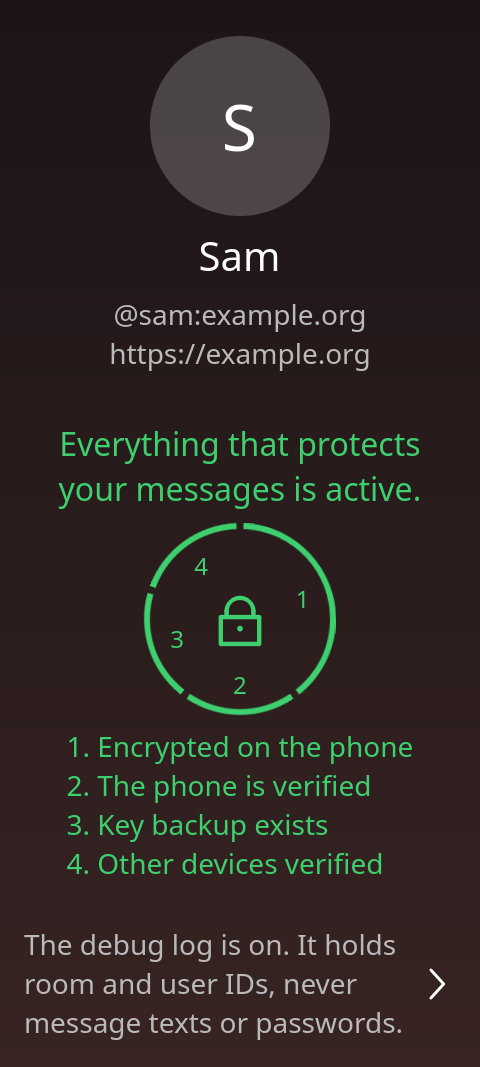 S
Sam
@sam:example.org
https://example.org
Everything that protects
your messages is active.
4
1
3
2
1. Encrypted on the phone
2. The phone is verified
3. Key backup exists
4. Other devices verified
The debug log is on. It holds
room and user IDs, never
message texts or passwords.